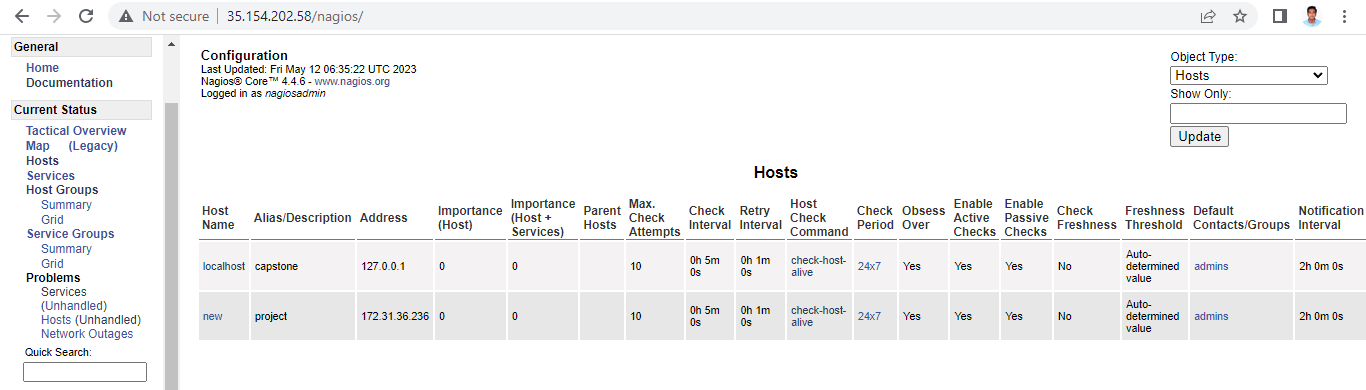 Not secure | 35.154.202.58/nagios/
General
Home
Documentation
Current Status
Tactical Overview
Map (Legacy)
Hosts
Services
Host Groups
Summary
Grid
Service Groups
Summary
Grid
Problems
Services
(Unhandled)
Hosts (Unhandled)
Network Outages
Quick Search:
Configuration
Last Updated: Fri May 12 06:35:22 UTC 2023
Nagios® Core™ 4.4.6 - www.nagios.org
Logged in as nagiosadmin
Object Type:
Hosts
Show Only:
Update
Hosts
Host Name Alias/Description Address Importance (Host) Importance (Host + Services) Parent Hosts Max. Check Attempts Check Interval Retry Interval Host Check Command Check Period Obsess Over Enable Active Checks Enable Passive Checks Check Freshness Freshness Threshold Default Contacts/Groups Notification Interval
localhost capstone 127.0.0.1 0 0 10 0h 5m 0s 0h 1m 0s check-host-alive 24x7 Yes Yes Yes No Auto-determined value admins 2h 0m 0s
new project 172.31.36.236 0 0 10 0h 5m 0s 0h 1m 0s check-host-alive 24x7 Yes Yes Yes No Auto-determined value admins 2h 0m 0s